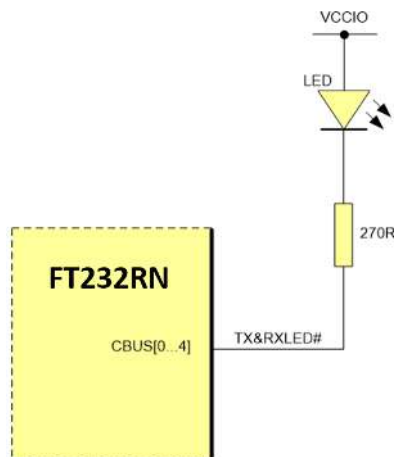 VCCIO
LED
270R
FT232RN
TX&RXLED#
CBUS[0...4]